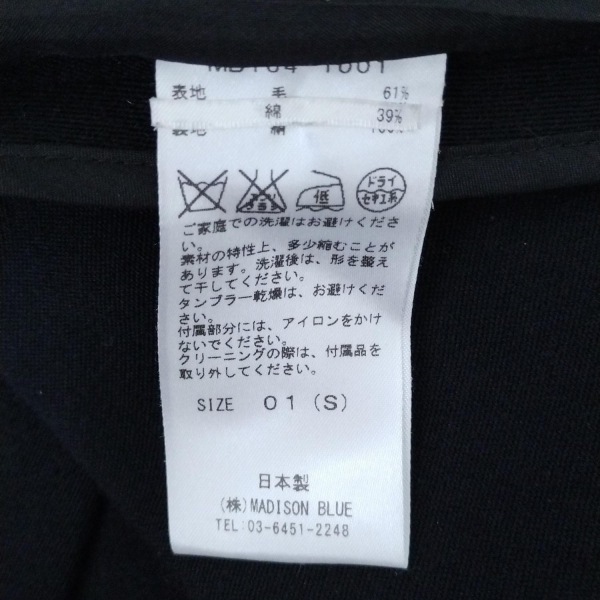 表地 毛 61%
綿 39%
裏地 絹 100%
低
ドライ
セキユ系
ご家庭での洗濯はお避けくださ
い。
素材の特性上、多少縮むことが
あります。洗濯後は、形を整え
て干してください。
タンブラー乾燥は、お避けくだ
さい。
付属部分には、アイロンをかけ
ないでください。
クリーニングの際は、付属品を
取り外してください。
SIZE 01 (S)
日本製
(株)MADISON BLUE
TEL:03-6451-2248